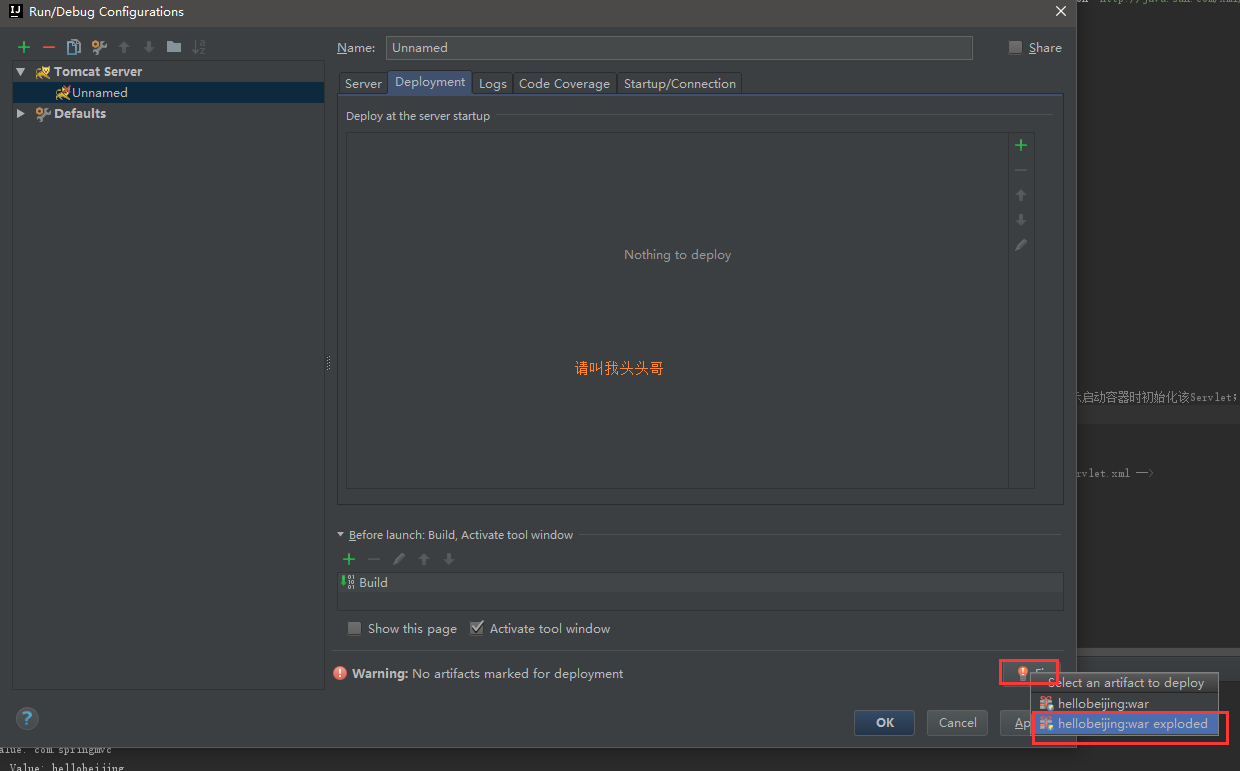 Run/Debug Configurations
Name: Unnamed
Share
Tomcat Server
Unnamed
Defaults
Server
Deployment
Logs
Code Coverage
Startup/Connection
Deploy at the server startup
Nothing to deploy
请叫我头头哥
启动容器时初始化该Servlet;
rvlet.xml -->
Before launch: Build, Activate tool window
Build
Show this page
Activate tool window
Warning: No artifacts marked for deployment
Select an artifact to deploy
hellobeijing:war
hellobeijing:war exploded
?
OK
Cancel
Ap
alue: com.springmvc
Value: hellobeijing